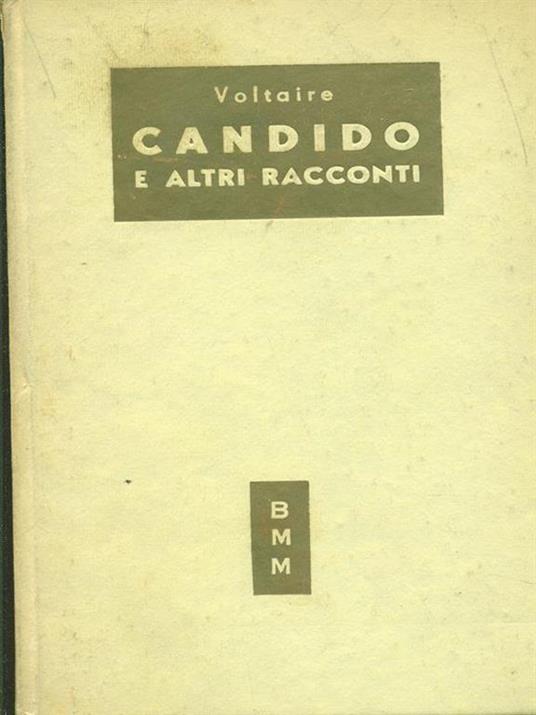 Voltaire
CANDIDO
E ALTRI RACCONTI
B
M
M